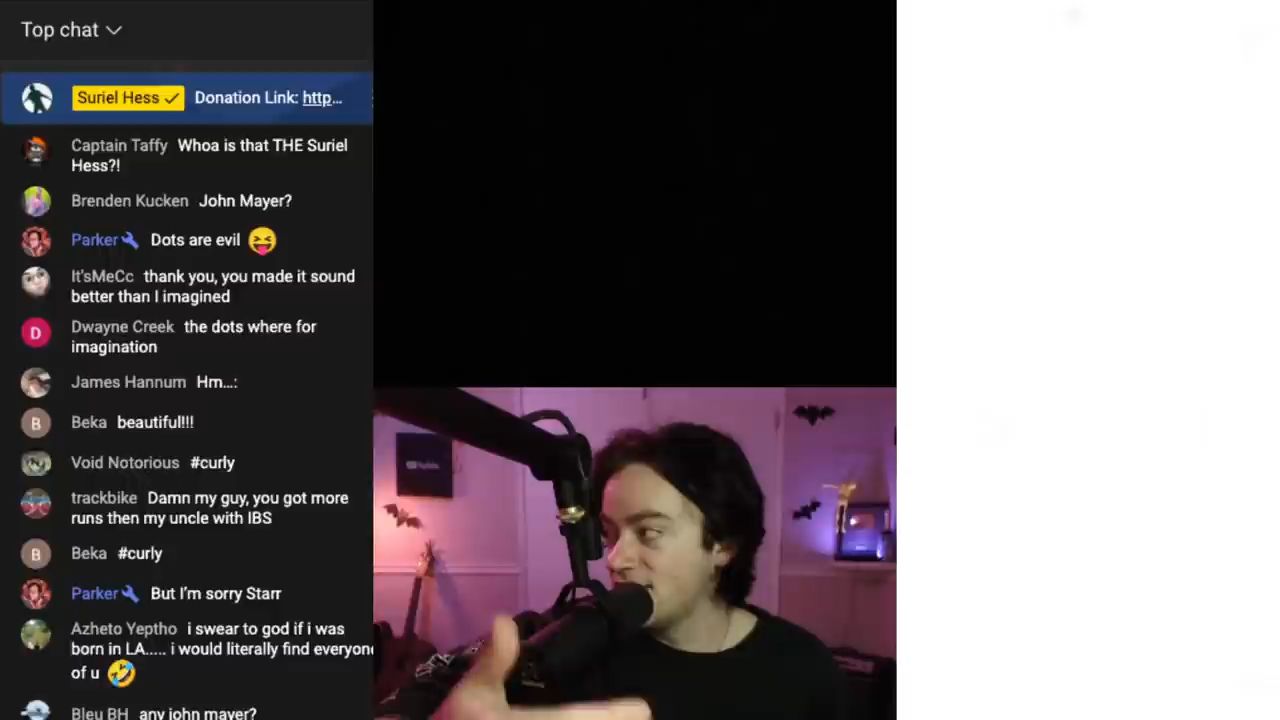 Top chat
Suriel Hess Donation Link: http...
Captain Taffy Whoa is that THE Suriel
Hess?!
Brenden Kucken John Mayer?
Parker Dots are evil 😝
It'sMeCc thank you, you made it sound
better than I imagined
D
Dwayne Creek the dots where for
imagination
James Hannum Hm...:
B
Beka beautiful!!!
Void Notorious #curly
trackbike Damn my guy, you got more
runs then my uncle with IBS
B
Beka #curly
Parker But I'm sorry Starr
Azheto Yeptho i swear to god if i was
born in LA..... i would literally find everyone
of u 🤣
Bleu BH any john mayer?
YouTube